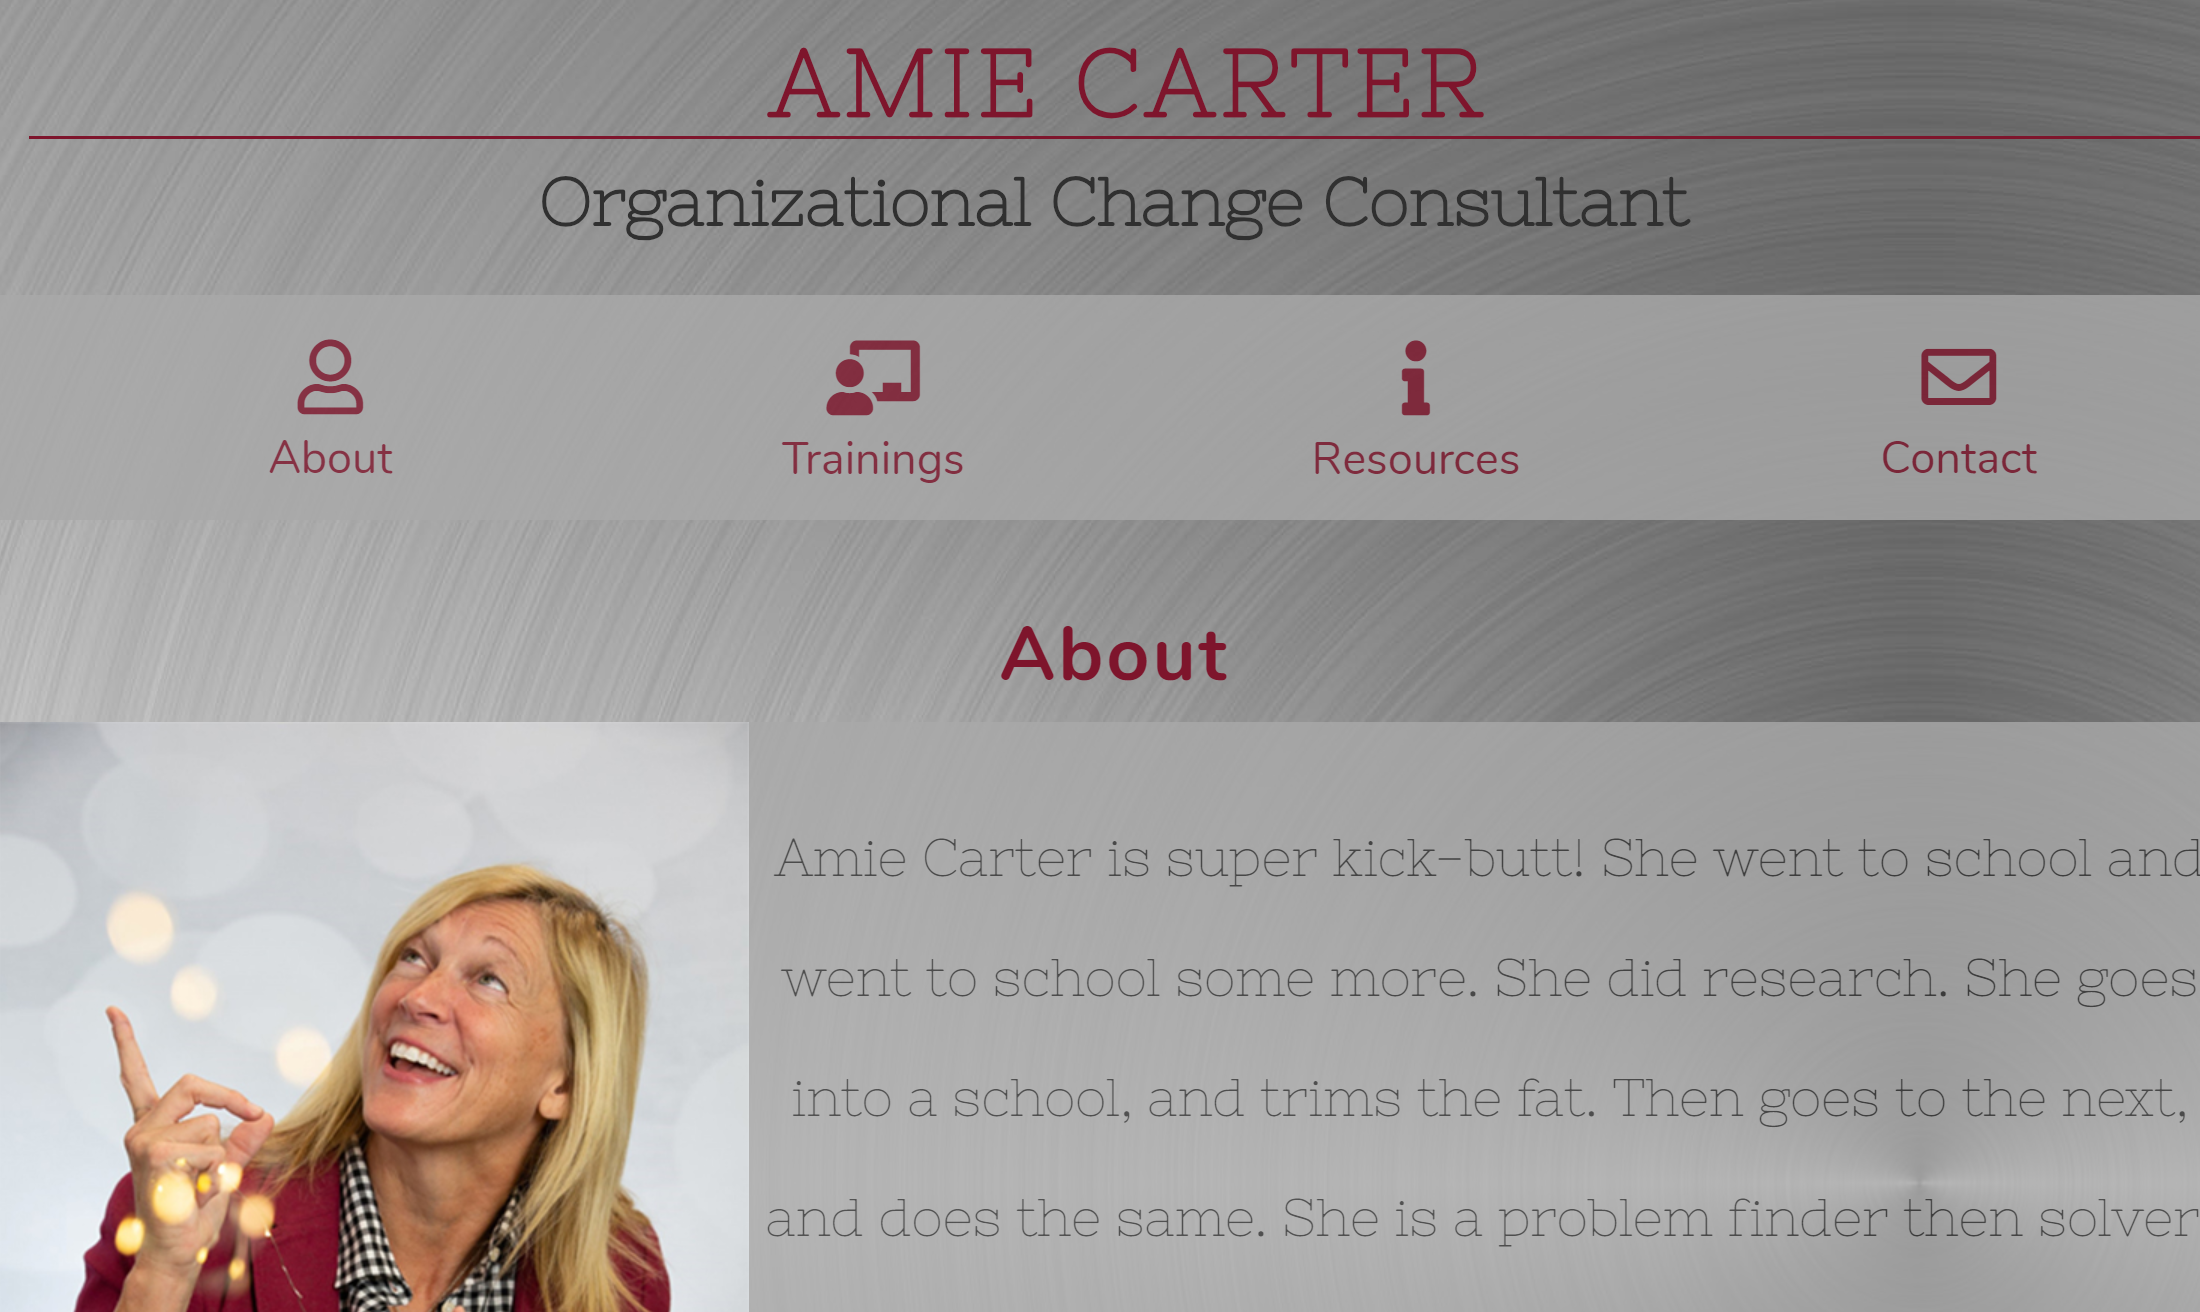 AMIE CARTER
Organizational Change Consultant
About
Trainings
Resources
Contact
About
Amie Carter is super kick-butt! She went to school and
went to school some more. She did research. She goes
into a school, and trims the fat. Then goes to the next,
and does the same. She is a problem finder then solver